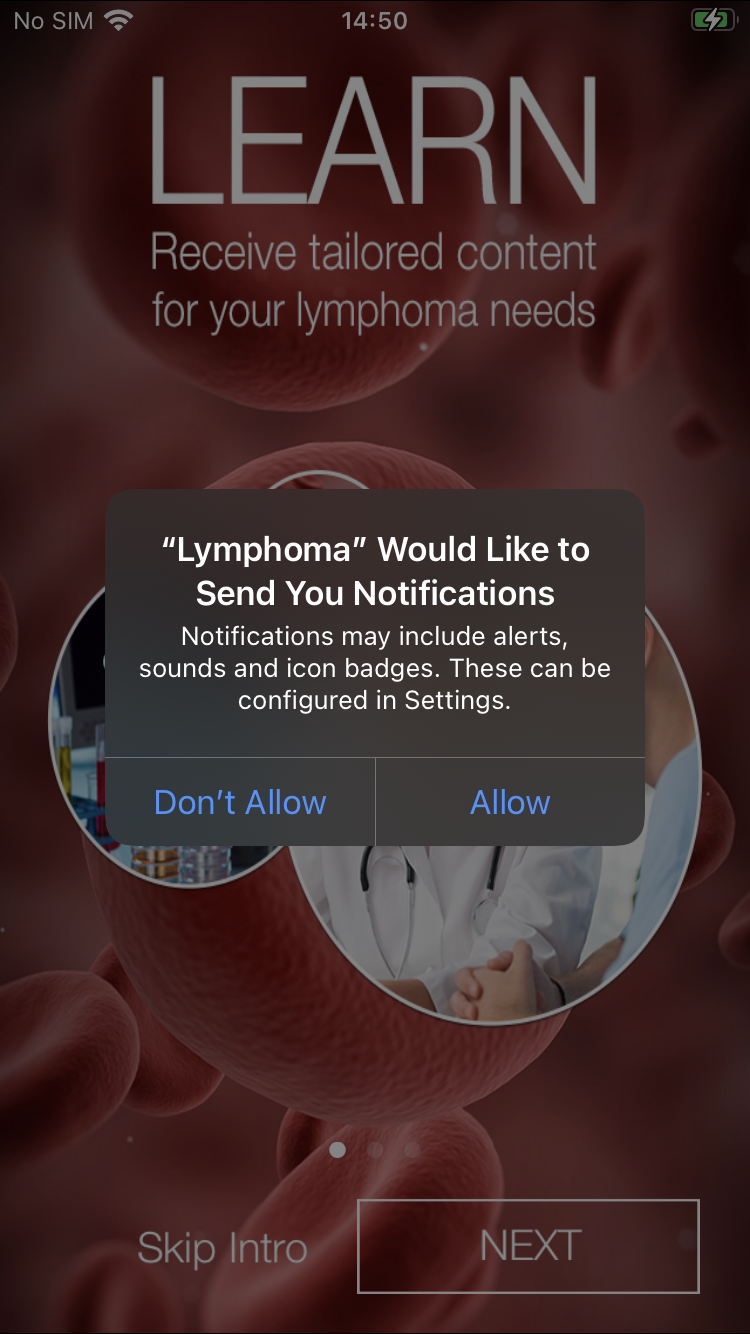 No SIM 14:50
LEARN
Receive tailored content
for your lymphoma needs
“Lymphoma” Would Like to
Send You Notifications
Notifications may include alerts,
sounds and icon badges. These can be
configured in Settings.
Don’t Allow Allow
Skip Intro NEXT